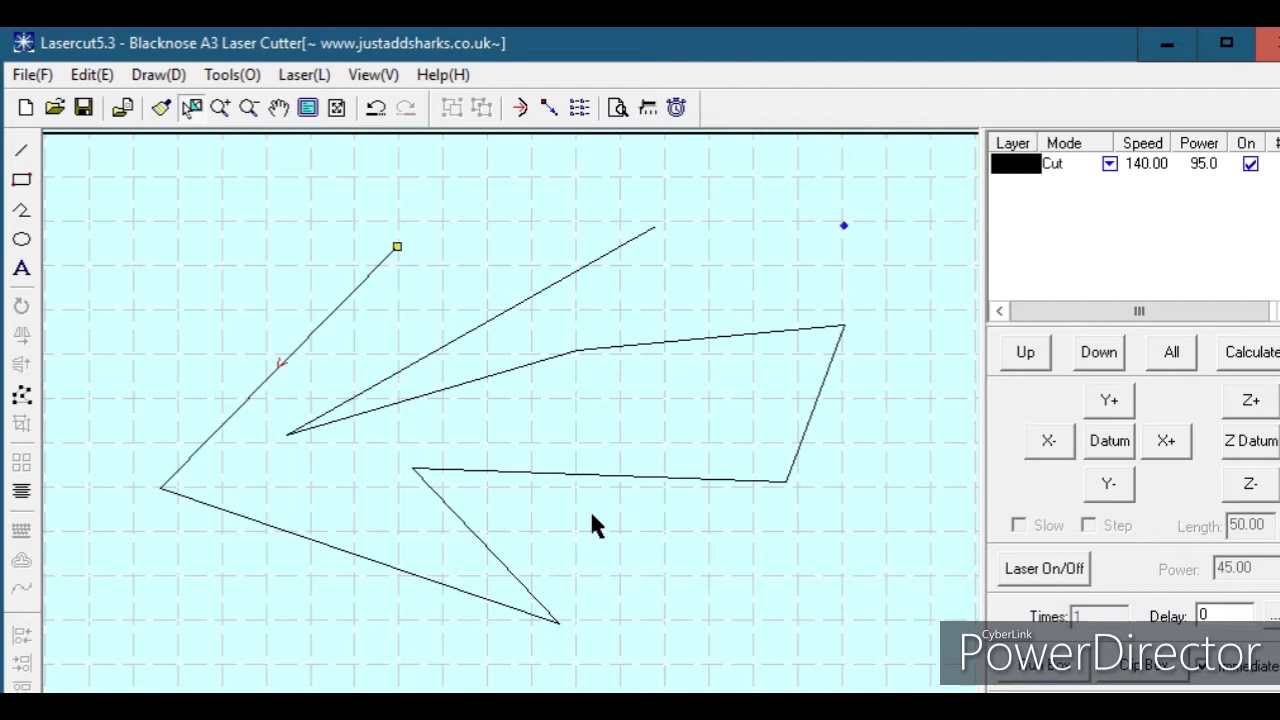 Lasercut5.3 - Blacknose A3 Laser Cutter[~ www.justaddsharks.co.uk~]
File(F) Edit(E) Draw(D) Tools(O) Laser(L) View(V) Help(H)
Layer Mode Speed Power On
Cut 140.00 95.0
Up Down All Calculate
Y+ Z+
X- Datum X+ Z Datum
Y- Z-
Slow Step Length: 50.00
Laser On/Off Power: 45.00
Times: 1 Delay: 0 ...
CyberLink
PowerDirector
Immediate